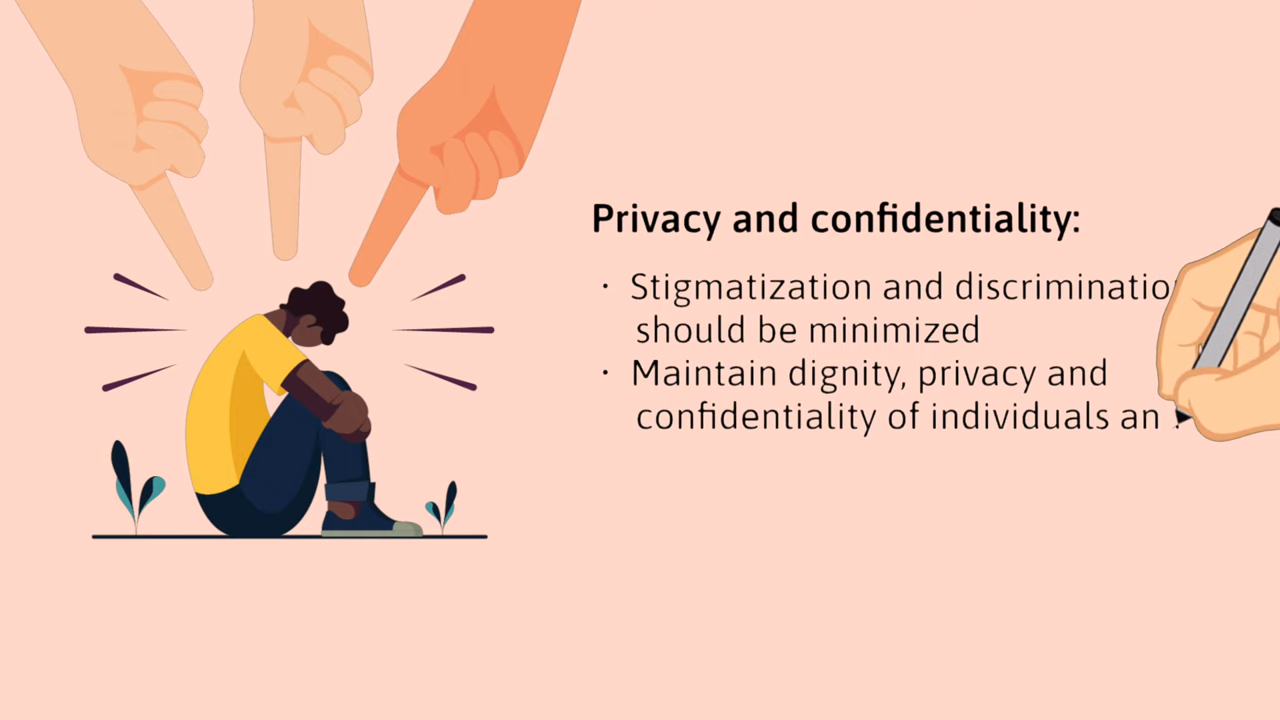 Privacy and confidentiality:
· Stigmatization and discriminatio
should be minimized
· Maintain dignity, privacy and
confidentiality of individuals an